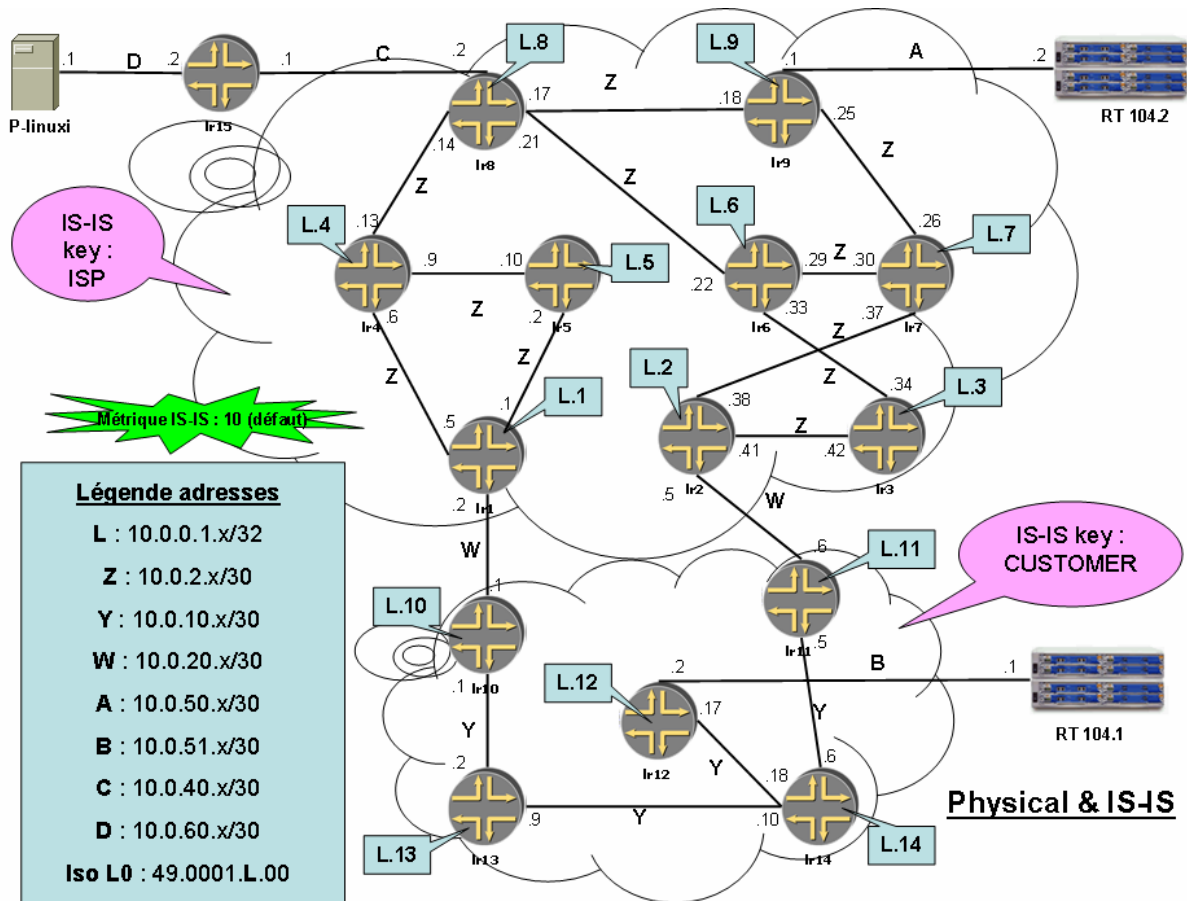 .1
D
.2
.1
C
.2
L.8
L.9
.1
A
.2
P-linuxi
lr15
Z
.17
.18
.25
RT 104.2
.14
lr8
.21
lr9
Z
Z
Z
IS-IS
key :
ISP
L.4
.13
L.6
.26
L.7
.9
.10
L.5
.29
Z
.30
.22
.6
lr4
Z
.2
lr5
lr6
.33
.37
lr7
Z
Z
Z
L.2
Z
.34
L.3
Métrique IS-IS : 10 (défaut)
L.1
.1
.5
.38
Z
.41
.42
lr2
lr3
.2
lr1
.5
W
Légende adresses
L : 10.0.0.1.x/32
Z : 10.0.2.x/30
Y : 10.0.10.x/30
W : 10.0.20.x/30
A : 10.0.50.x/30
B : 10.0.51.x/30
C : 10.0.40.x/30
D : 10.0.60.x/30
Iso L0 : 49.0001.L.00
W
.6
L.11
IS-IS key :
CUSTOMER
L.10
.1
.5
lr11
.1
lr10
L.12
.2
B
.1
.17
Y
Y
RT 104.1
lr12
Y
.6
.2
.18
Y
.9
.10
Physical & IS-IS
L.13
lr13
lr14
L.14